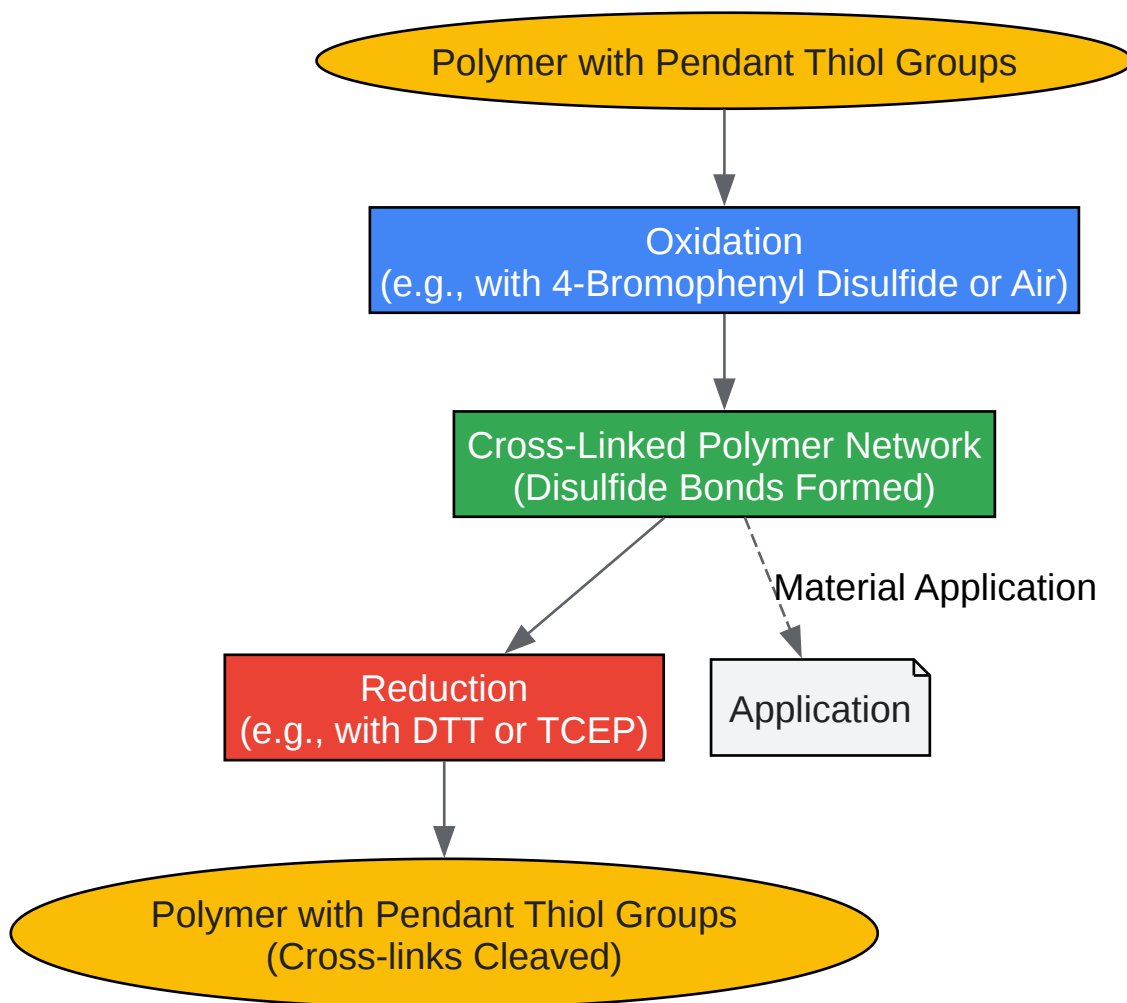 Polymer with Pendant Thiol Groups
Oxidation
(e.g., with 4-Bromophenyl Disulfide or Air)
Cross-Linked Polymer Network
(Disulfide Bonds Formed)
Material Application
Reduction
(e.g., with DTT or TCEP)
Application
Polymer with Pendant Thiol Groups
(Cross-links Cleaved)